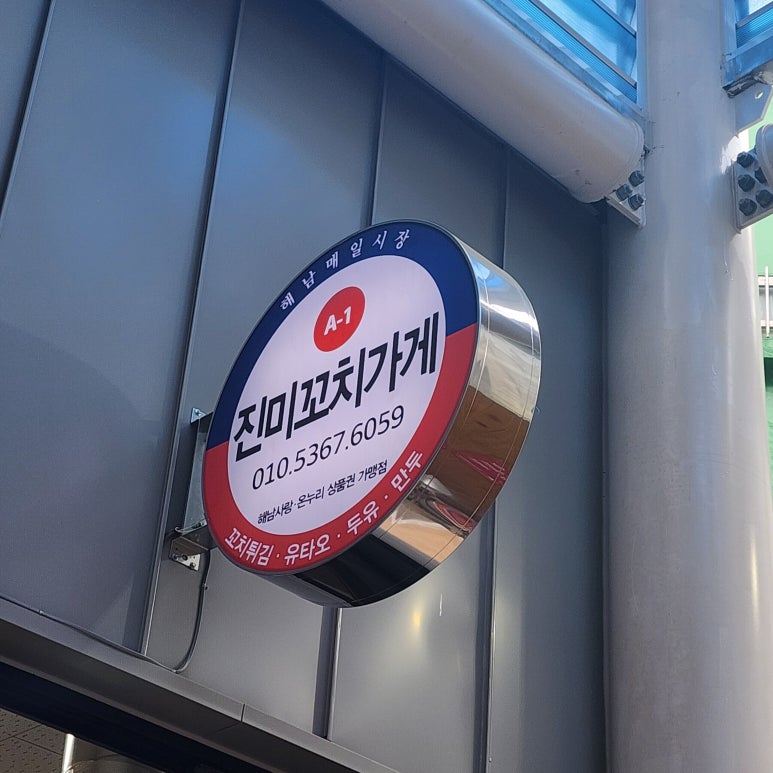 해남매일시장
A-1
진미꼬치가게
010.5367.6059
해남사랑·온누리 상품권 가맹점
꼬치튀김·유타오·두유·만두